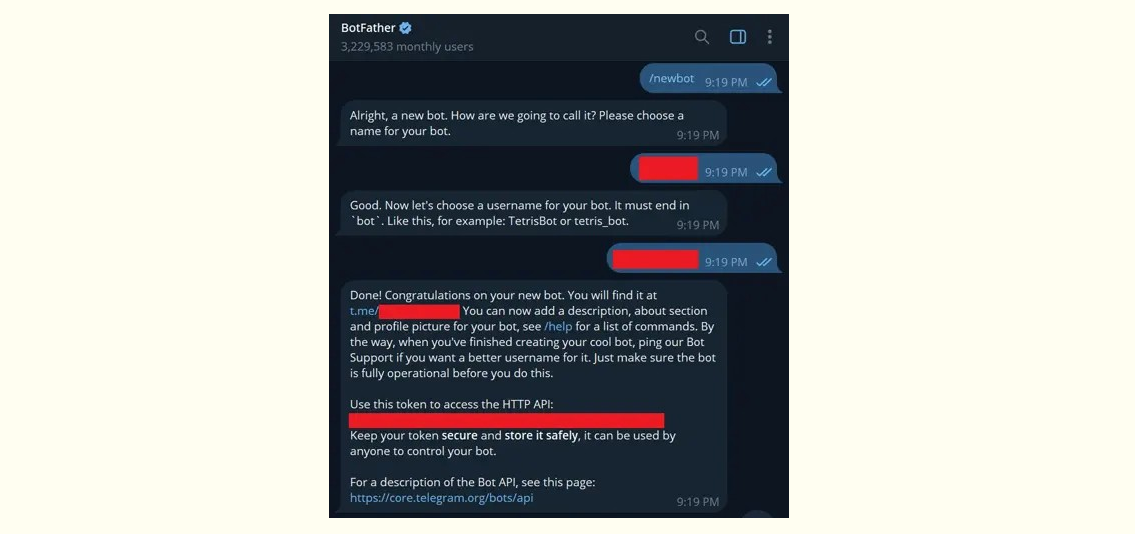 BotFather
3,229,583 monthly users
/newbot 9:19 PM
Alright, a new bot. How are we going to call it? Please choose a
name for your bot.
9:19 PM
9:19 PM
Good. Now let's choose a username for your bot. It must end in
`bot`. Like this, for example: TetrisBot or tetris_bot.
9:19 PM
9:19 PM
Done! Congratulations on your new bot. You will find it at
t.me/ You can now add a description, about section
and profile picture for your bot, see /help for a list of commands. By
the way, when you've finished creating your cool bot, ping our Bot
Support if you want a better username for it. Just make sure the bot
is fully operational before you do this.
Use this token to access the HTTP API:
Keep your token secure and store it safely, it can be used by
anyone to control your bot.
For a description of the Bot API, see this page:
https://core.telegram.org/bots/api
9:19 PM